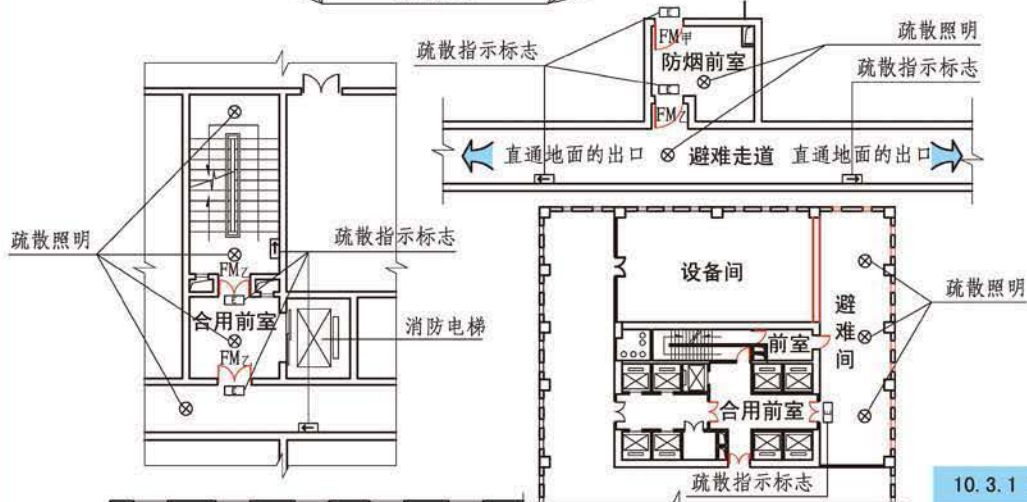 疏散指示标志
FM甲
防烟前室
疏散照明
疏散指示标志
FM乙
直通地面的出口
避难走道
直通地面的出口
疏散照明
FM乙
疏散指示标志
合用前室
消防电梯
FM乙
设备间
避难间
疏散照明
前室
合用前室
疏散指示标志
10.3.1